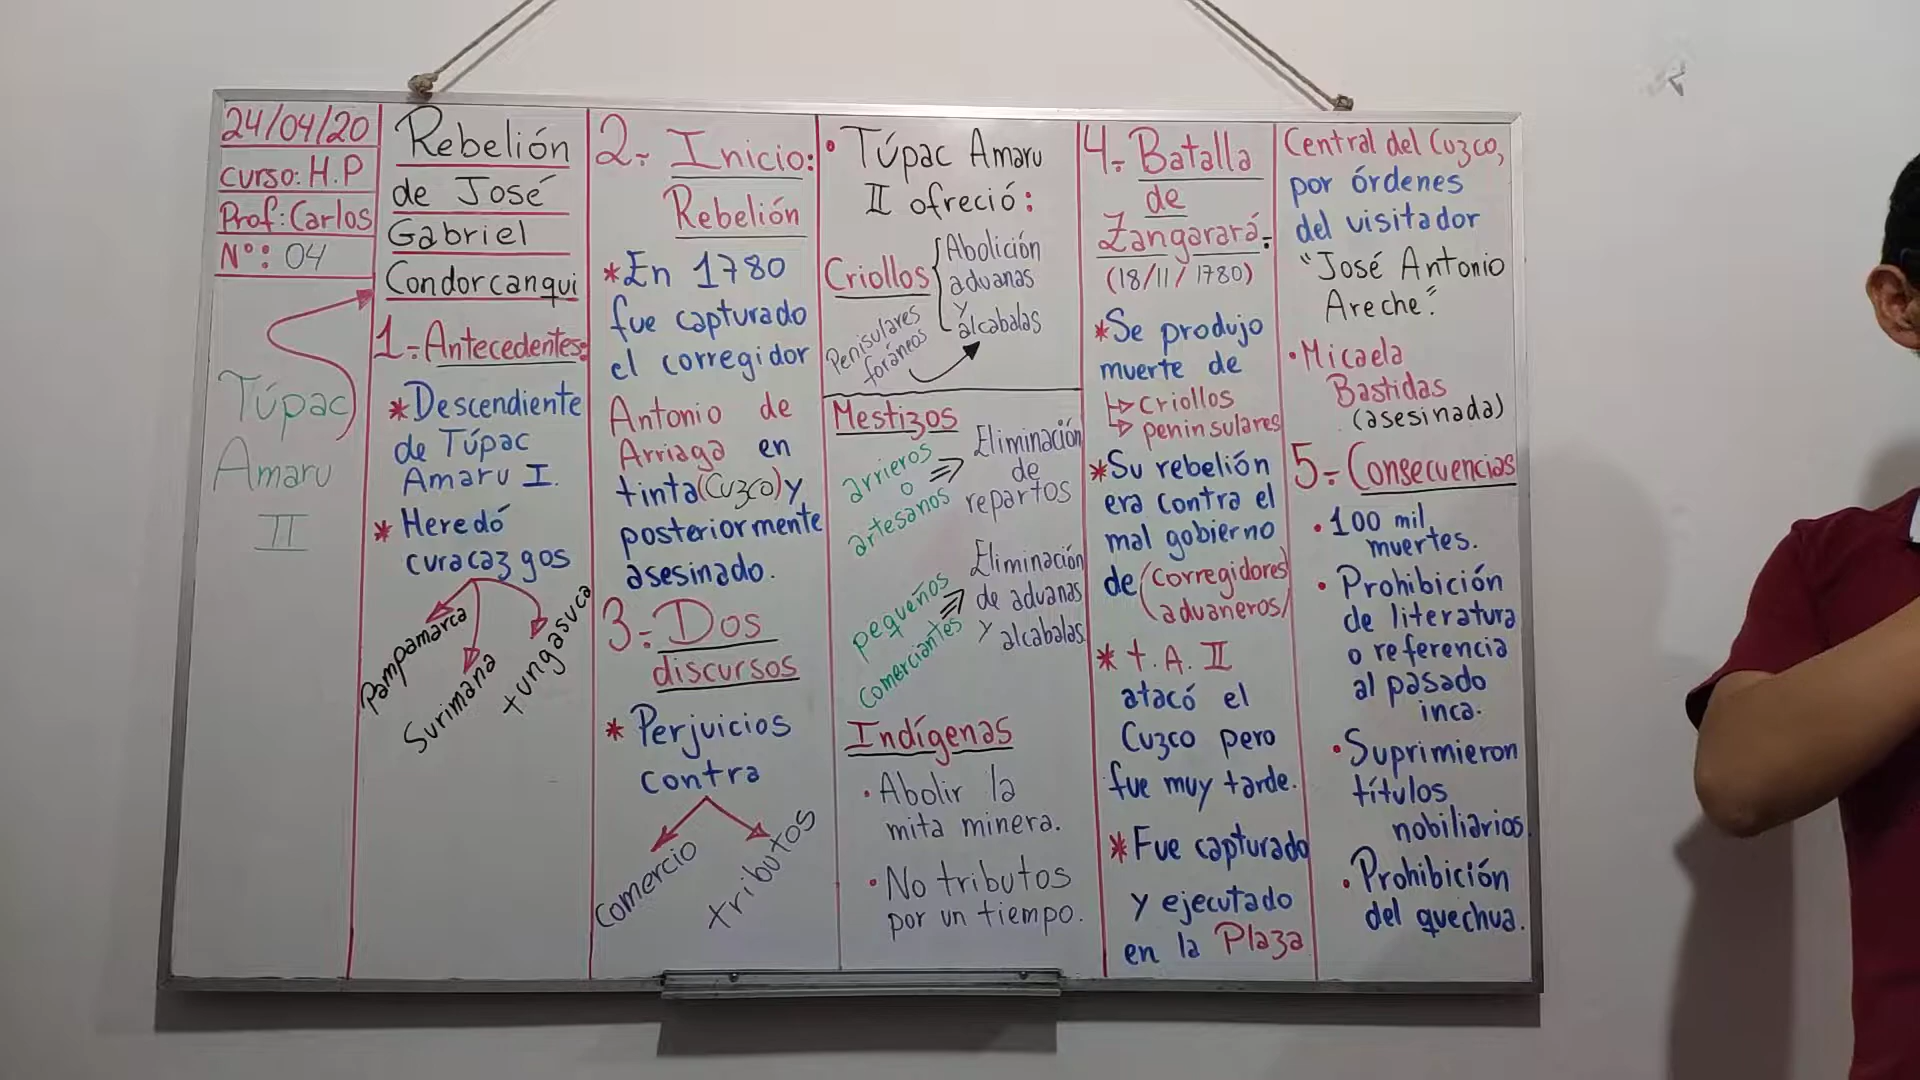 24/04/20
curso: H.P
Prof: Carlos
N°: 04
Túpac
Amaru
II
Rebelión
de José
Gabriel
Condorcanqui
1.- Antecedentes:
* Descendiente
de Túpac
Amaru I.
* Heredó
curacazgos
Pampamarca
Surimana
tungasuca
2.- Inicio:
Rebelión
* En 1780
fue capturado
el corregidor
Antonio de
Arriaga en
tinta (Cuzco) y
posteriormente
asesinado.
3.- Dos
discursos
* Perjuicios
contra
Comercio
tributos
• Túpac Amaru
II ofreció:
Criollos
Abolición
aduanas
y
alcabalas
Penisulares
foráneos
Mestizos
arrieros
o
artesanos
Eliminación
de
repartos
pequeños
comerciantes
Eliminación
de aduanas
y alcabalas
Indígenas
• Abolir la
mita minera.
• No tributos
por un tiempo.
4.- Batalla
de
Zangarará.-
(18/11/1780)
* Se produjo
muerte de
criollos
peninsulares
* Su rebelión
era contra el
mal gobierno
de (corregidores/
aduaneros/
* t.A. II
atacó el
Cuzco pero
fue muy tarde.
* Fue capturado
y ejecutado
en la Plaza
Central del Cuzco,
por órdenes
del visitador
"José Antonio
Areche".
• Micaela
Bastidas
(asesinada)
5.- Consecuencias
• 100 mil
muertes.
• Prohibición
de literatura
o referencia
al pasado
inca.
• Suprimieron
títulos
nobiliarios.
• Prohibición
del quechua.